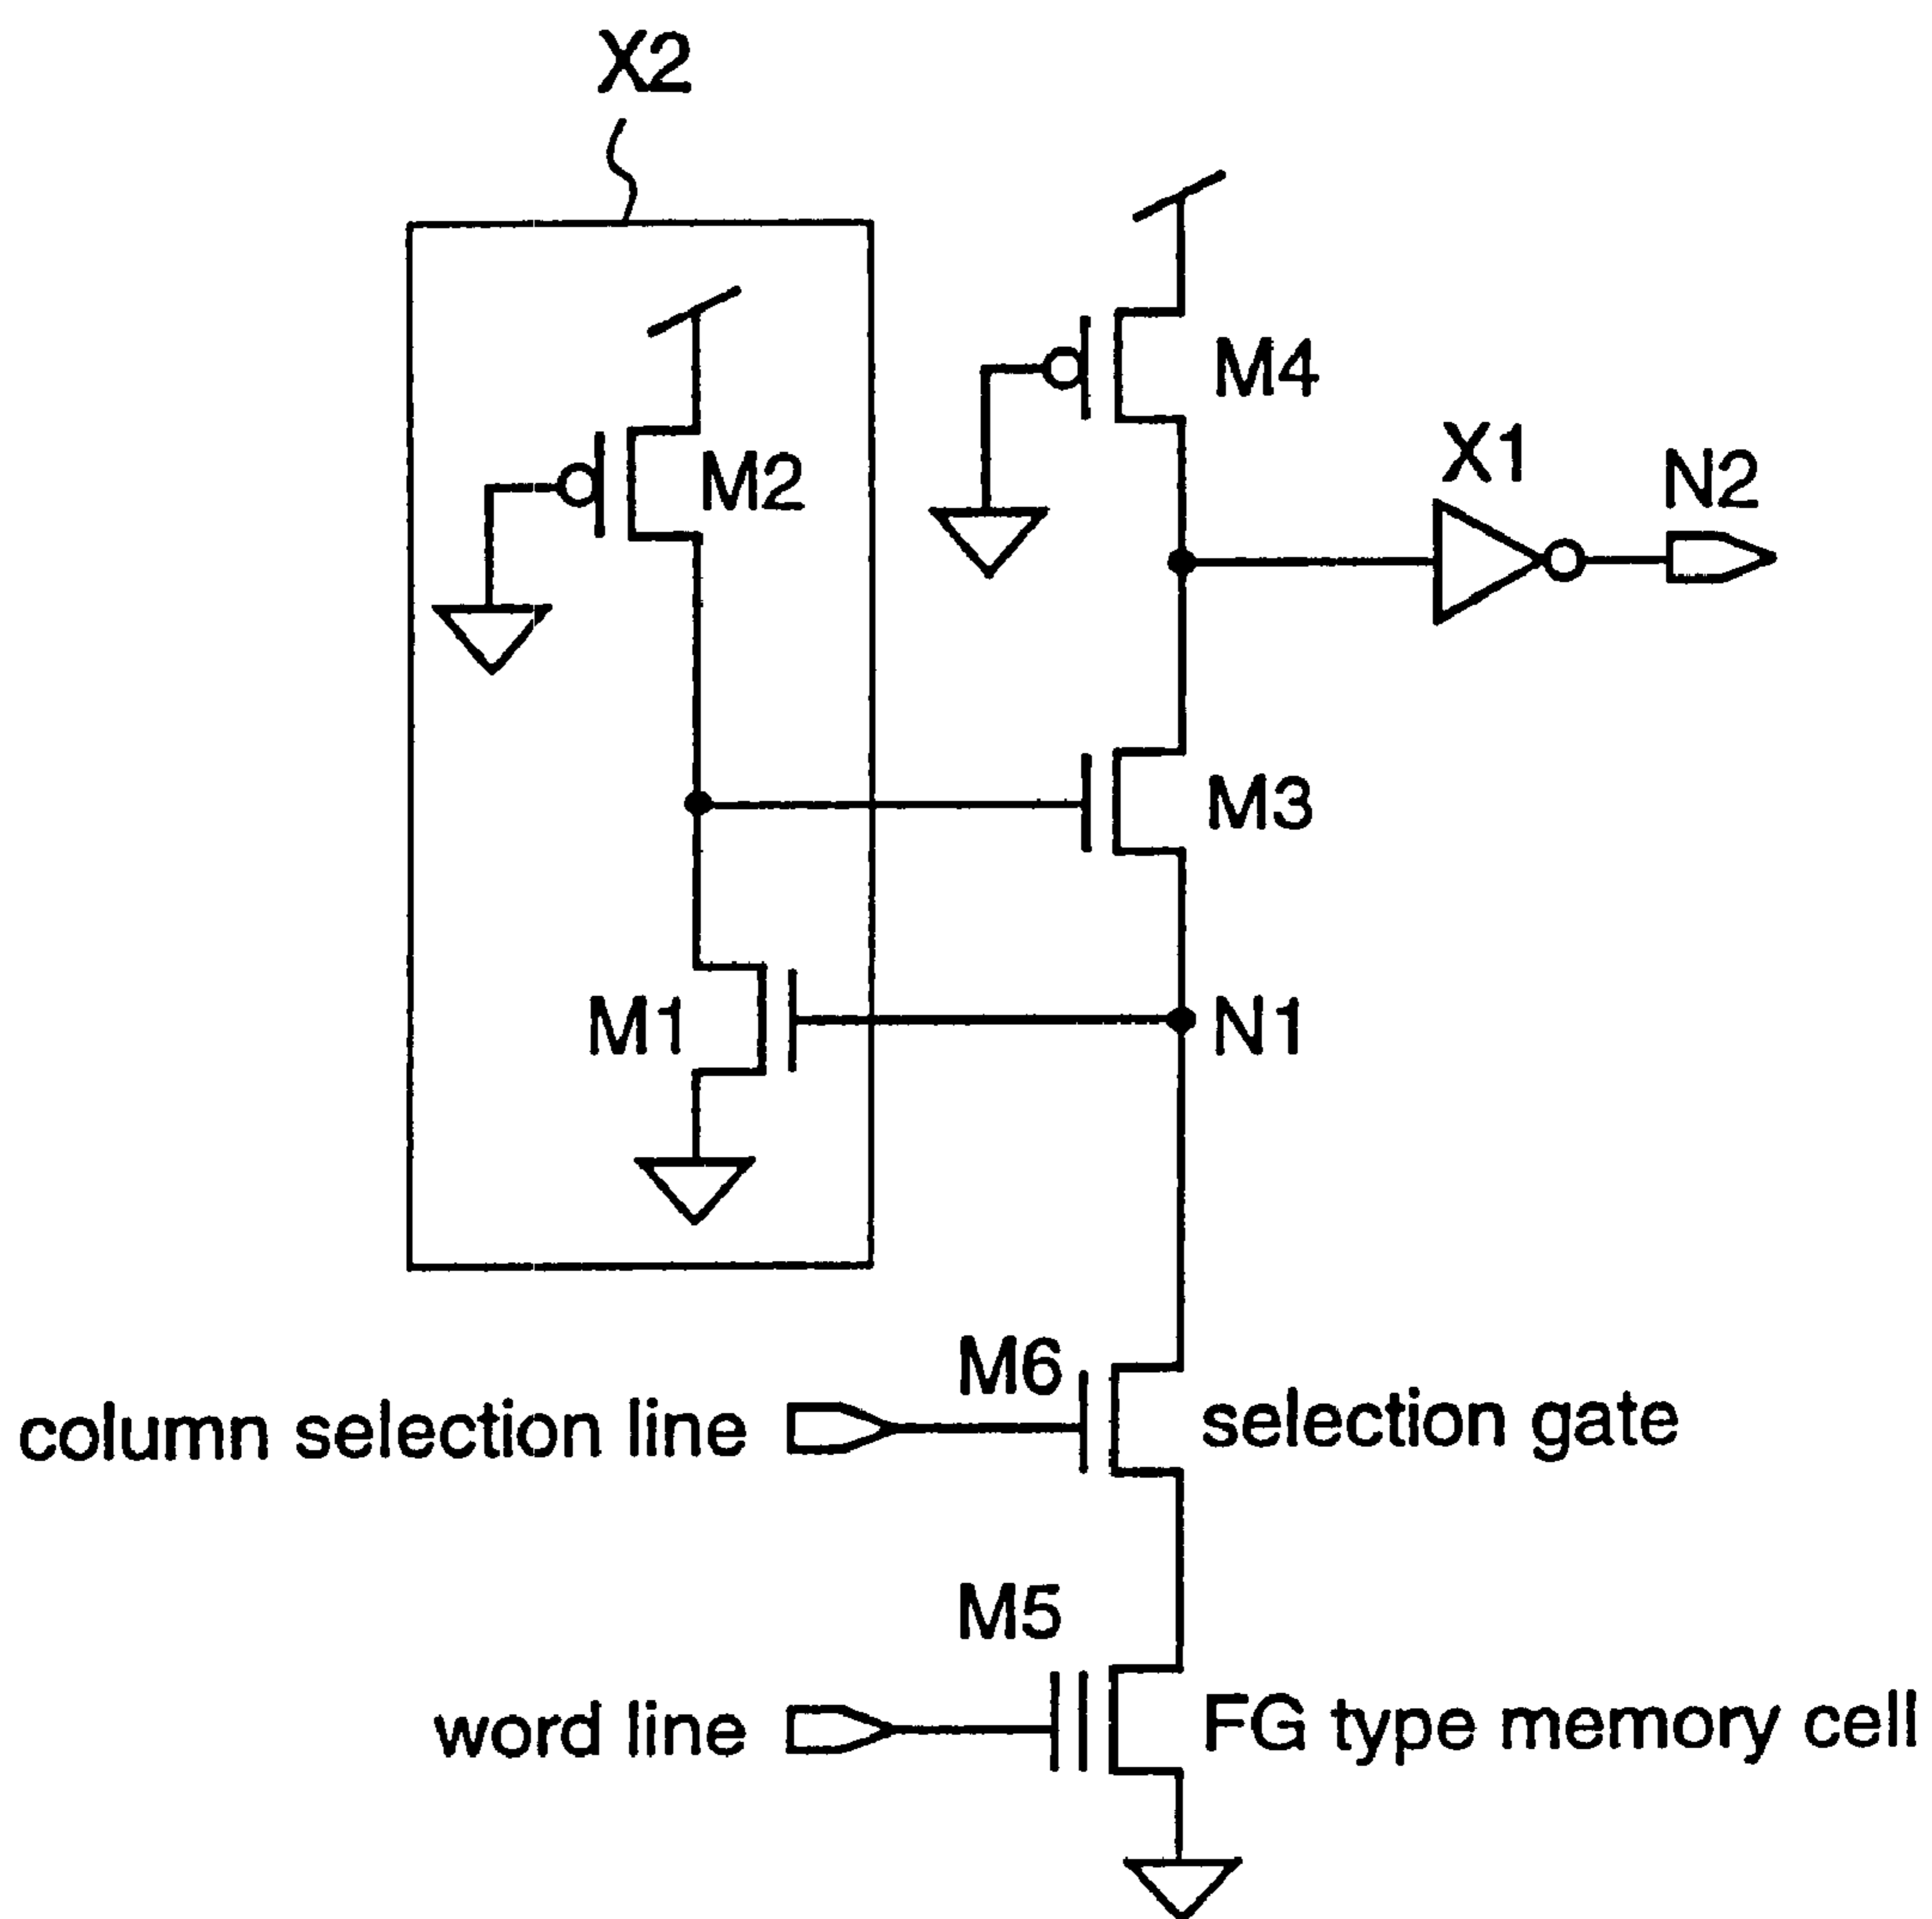 X2
M4
M2
X1
N2
M3
M1
N1
M6
column selection line
selection gate
M5
word line
FG type memory cell